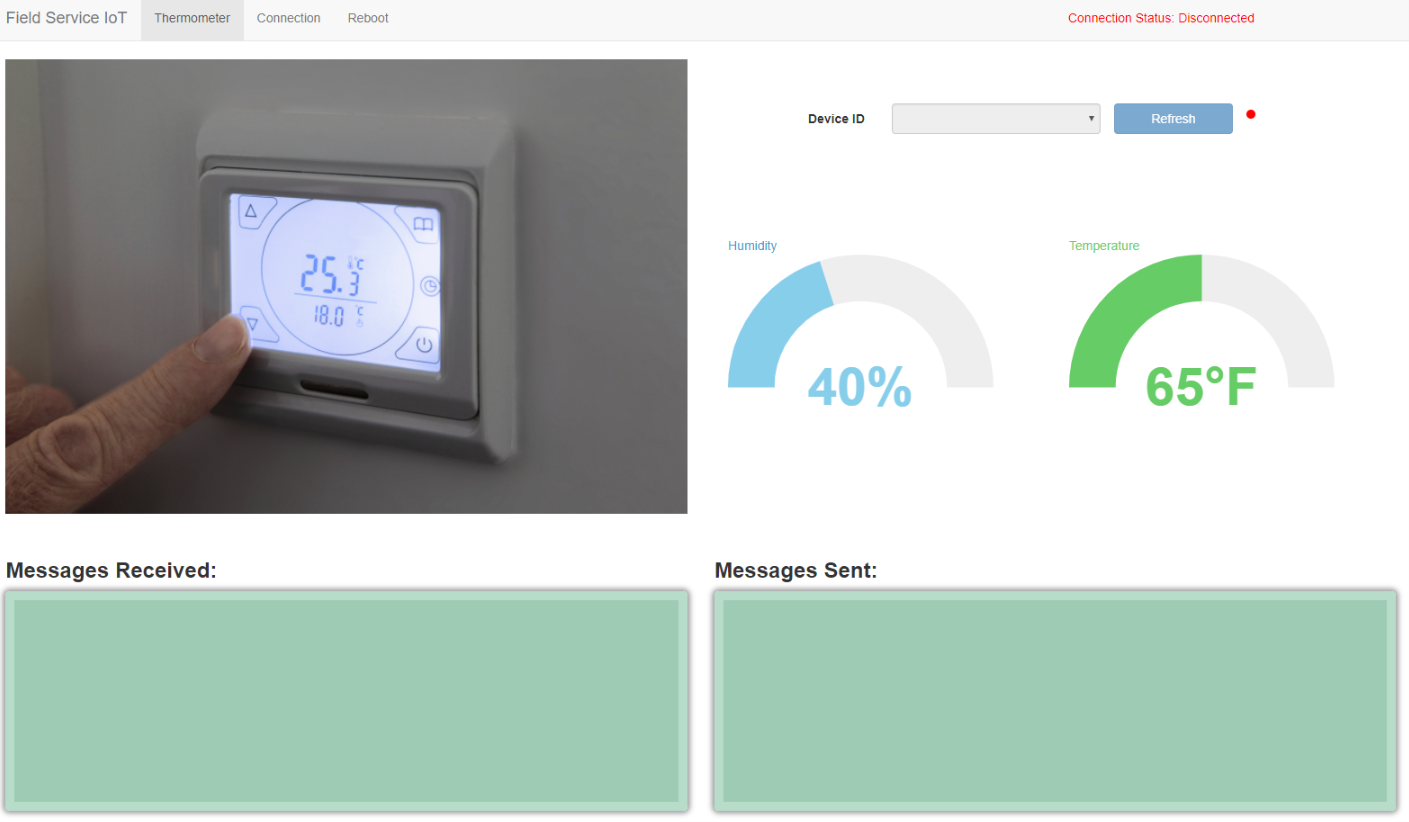 Field Service IoT Thermometer Connection Reboot Connection Status: Disconnected
Device ID Refresh
25.3 °C
18.0 °C
Humidity Temperature
40% 65°F
Messages Received: Messages Sent: